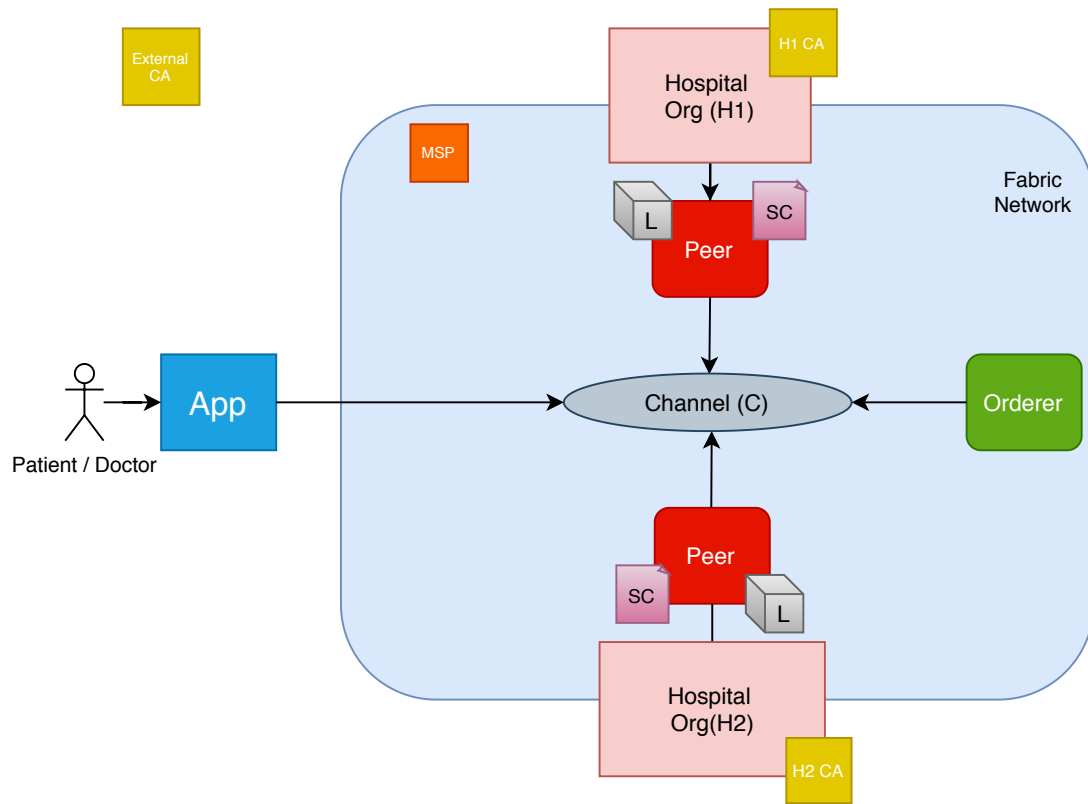 External
CA
H1 CA
Hospital
Org (H1)
MSP
Fabric
Network
L
SC
Peer
App
Channel (C)
Orderer
Patient / Doctor
Peer
SC
L
Hospital
Org(H2)
H2 CA